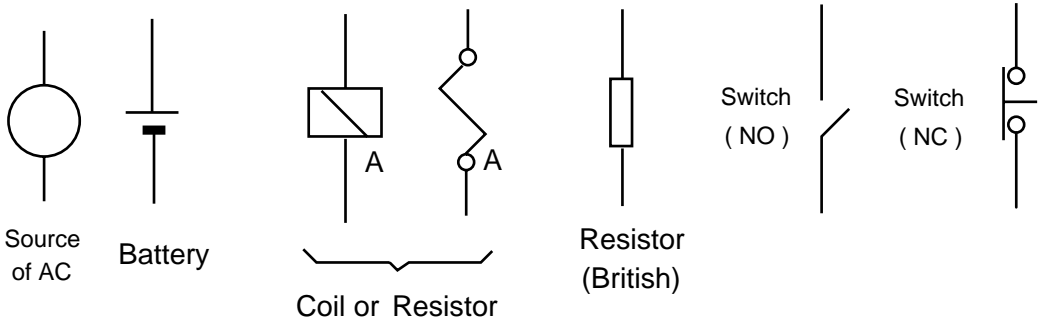 Source
of AC
Battery
A
A
Coil or Resistor
Resistor
(British)
Switch
( NO )
Switch
( NC )